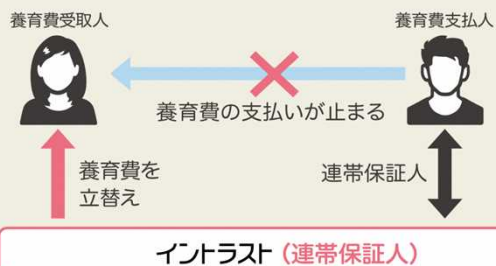 養育費受取人
養育費支払人
養育費の支払いが止まる
養育費を
立替え
連帯保証人
イントラスト（連帯保証人）